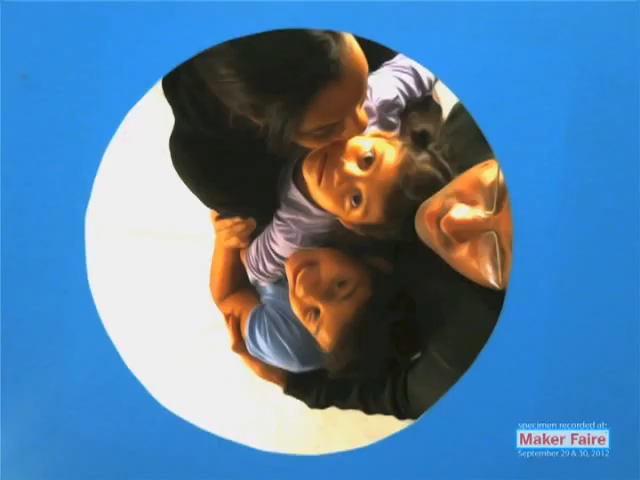 specimen recorded at:
Maker Faire
September 29 & 30, 2012